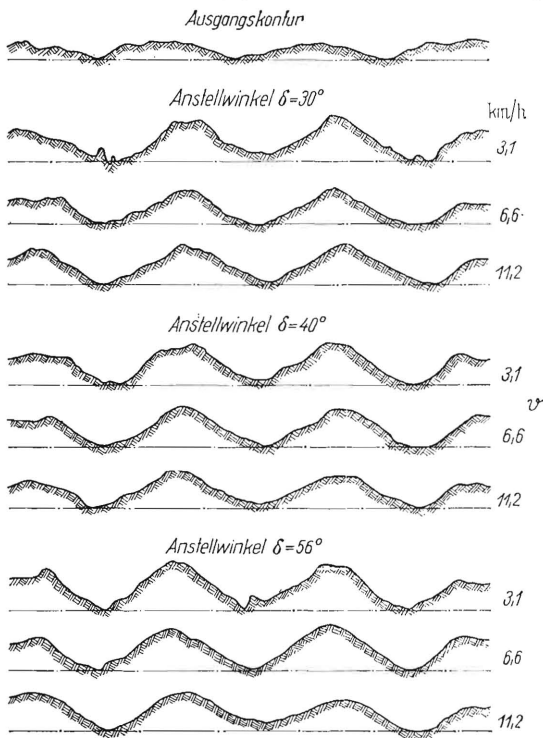 Ausgangskontur
Anstellwinkel δ=30°
km/h
3,1
6,6
11,2
Anstellwinkel δ=40°
3,1
v
6,6
11,2
Anstellwinkel δ=56°
3,1
6,6
11,2